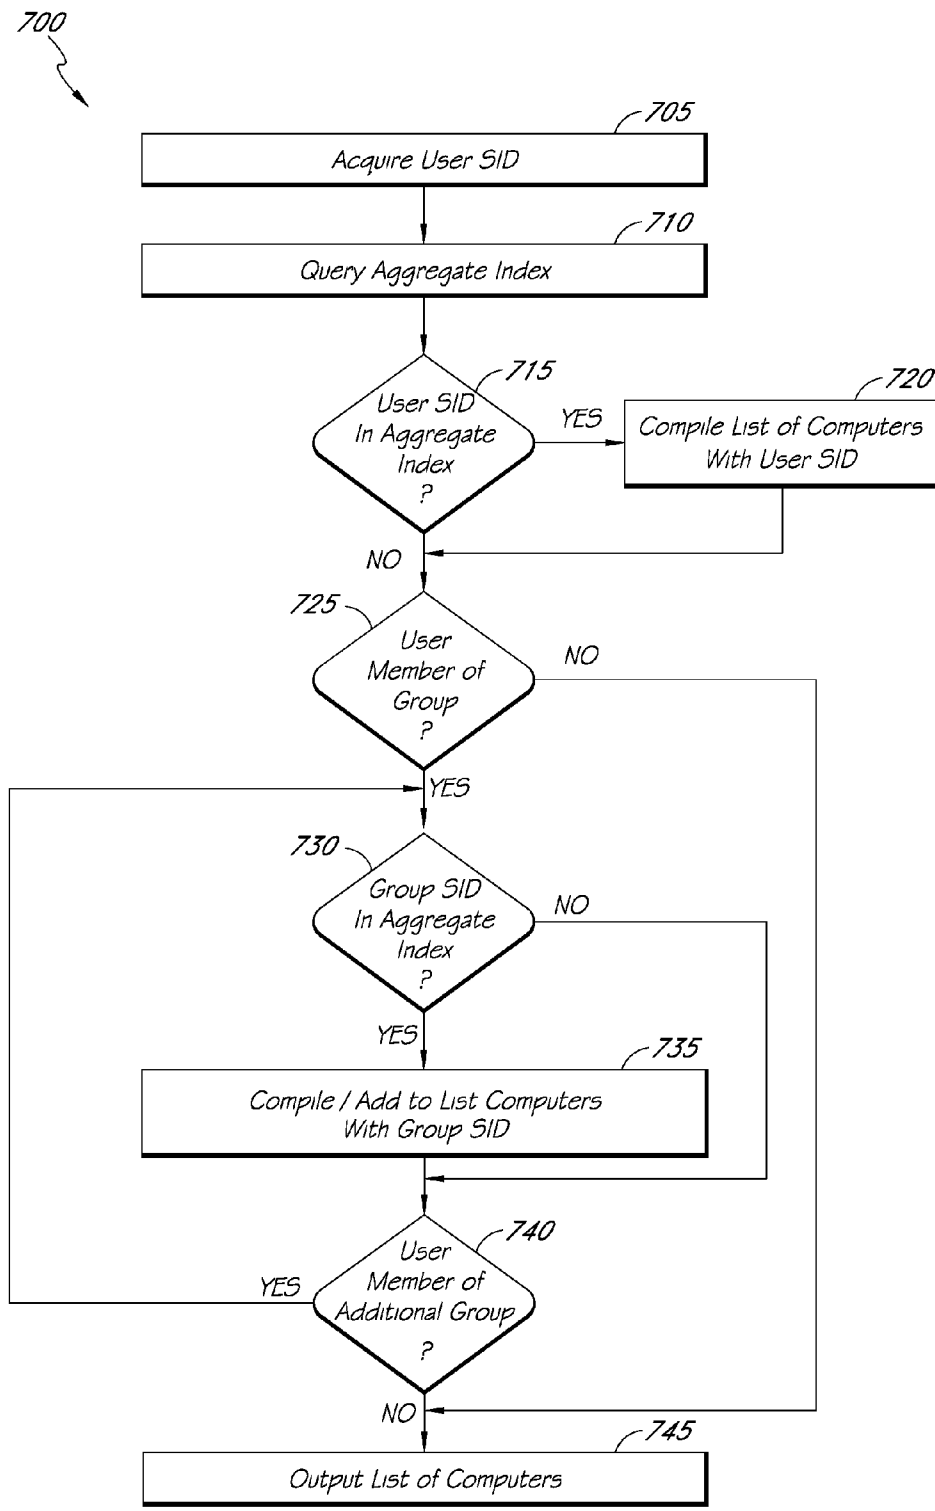 700
705
Acquire User SID
710
Query Aggregate Index
715
User SID
In Aggregate
Index
?
YES
720
Compile List of Computers
With User SID
NO
725
User
Member of
Group
?
NO
YES
730
Group SID
In Aggregate
Index
?
NO
YES
735
Compile / Add to List Computers
With Group SID
740
User
Member of
Additional Group
?
YES
NO
745
Output List of Computers